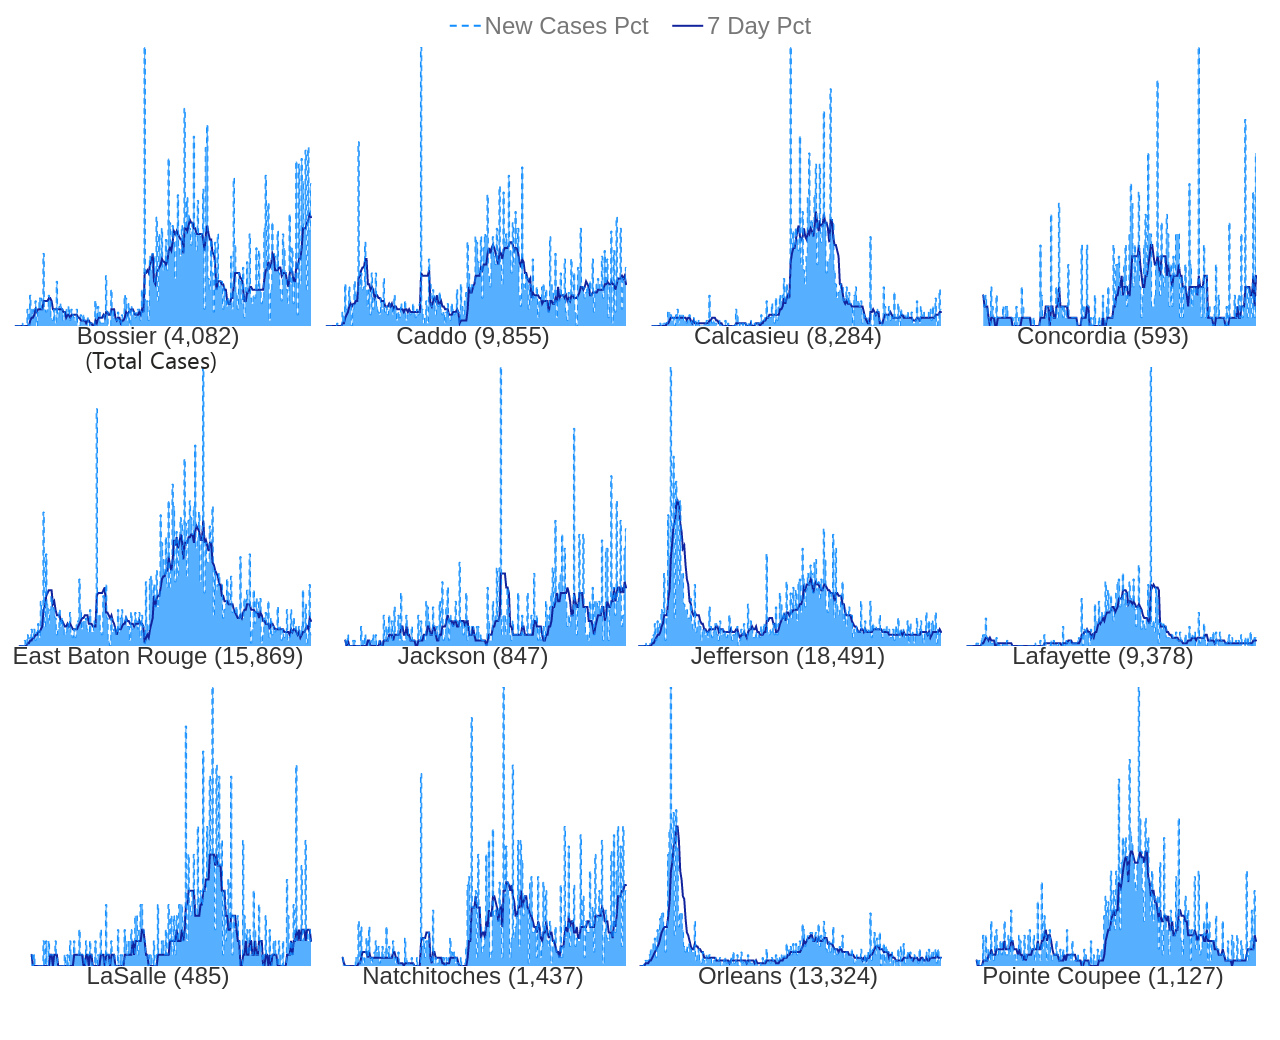 New Cases Pct 7 Day Pct
Bossier (4,082) Caddo (9,855) Calcasieu (8,284) Concordia (593)
(Total Cases)
East Baton Rouge (15,869) Jackson (847) Jefferson (18,491) Lafayette (9,378)
LaSalle (485) Natchitoches (1,437) Orleans (13,324) Pointe Coupee (1,127)